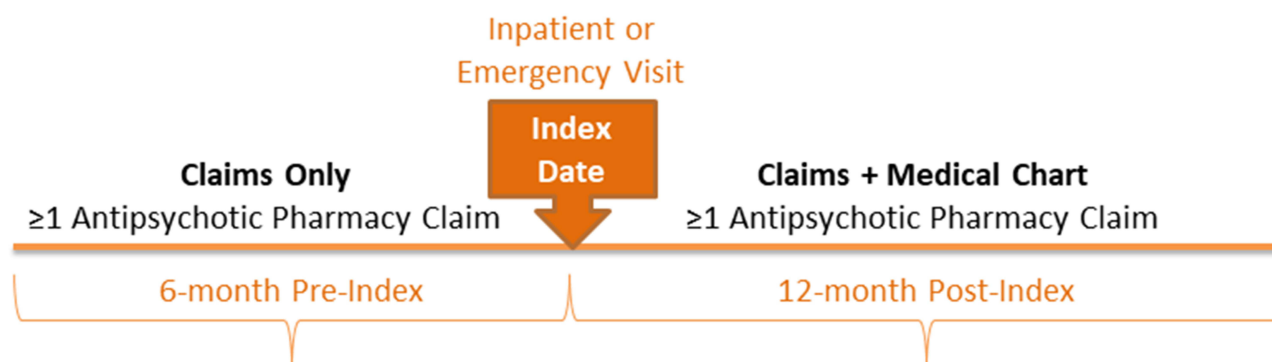 Inpatient or
Emergency Visit
Index
Date
Claims Only
≥1 Antipsychotic Pharmacy Claim
Claims + Medical Chart
≥1 Antipsychotic Pharmacy Claim
6-month Pre-Index
12-month Post-Index